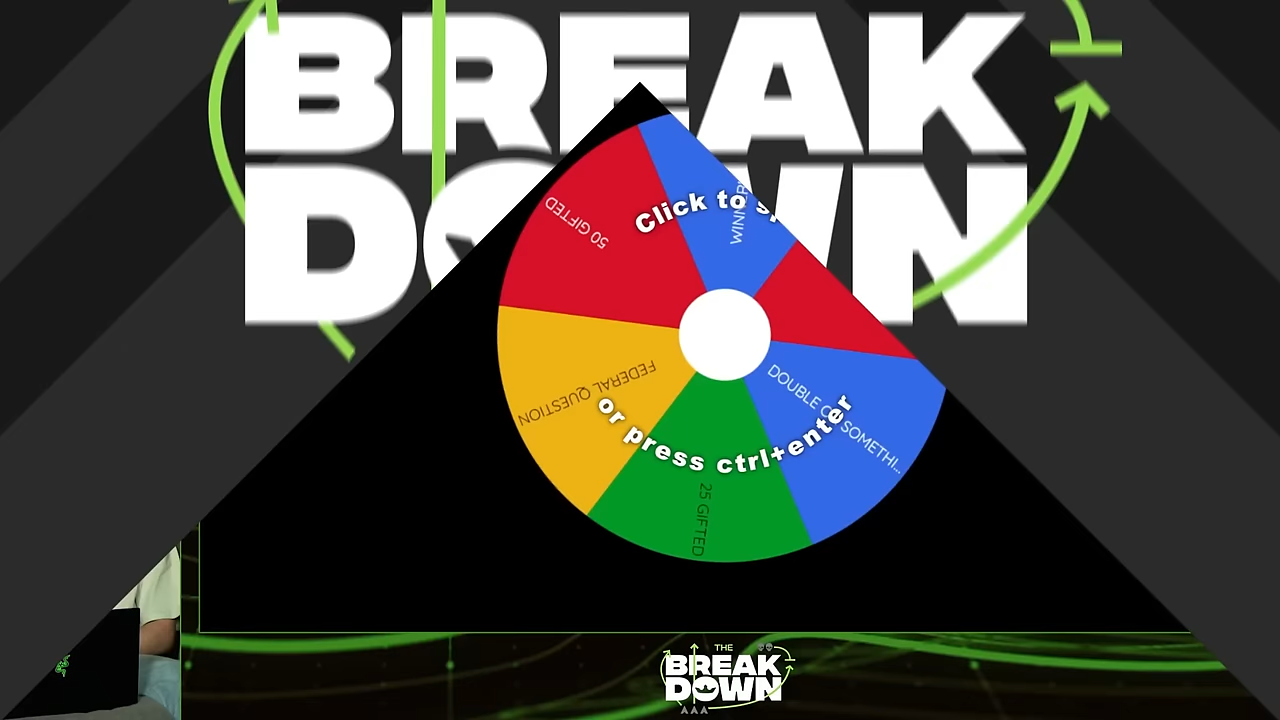 BREAK
DOWN
50 GIFTED
Click to
WINNER
FEDERAL QUESTION
DOUBLE
SOMETHI...
or press ctrl+enter
25 GIFTED
THE
BREAK
DOWN